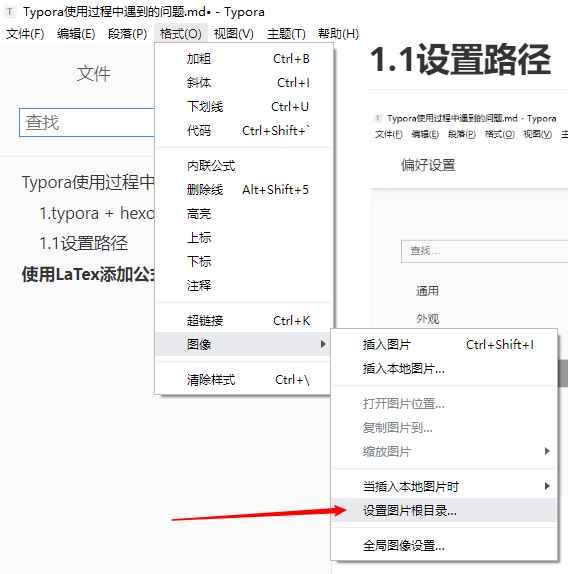 Typora使用过程中遇到的问题.md• - Typora
文件(F) 编辑(E) 段落(P) 格式(O) 视图(V) 主题(T) 帮助(H)
文件
查找
Typora使用过程中
1.typora + hexo
1.1设置路径
使用LaTex添加公
加粗 Ctrl+B
斜体 Ctrl+I
下划线 Ctrl+U
代码 Ctrl+Shift+`
内联公式
删除线 Alt+Shift+5
高亮
上标
下标
注释
超链接 Ctrl+K
图像
清除样式 Ctrl+\
插入图片 Ctrl+Shift+I
插入本地图片...
打开图片位置...
复制图片到...
缩放图片
当插入本地图片时
设置图片根目录...
全局图像设置...
1.1设置路径
Typora使用过程中遇到的问题.md - Typora
文件(F) 编辑(E) 段落(P) 格式(O) 视图(V)
偏好设置
查找...
通用
外观